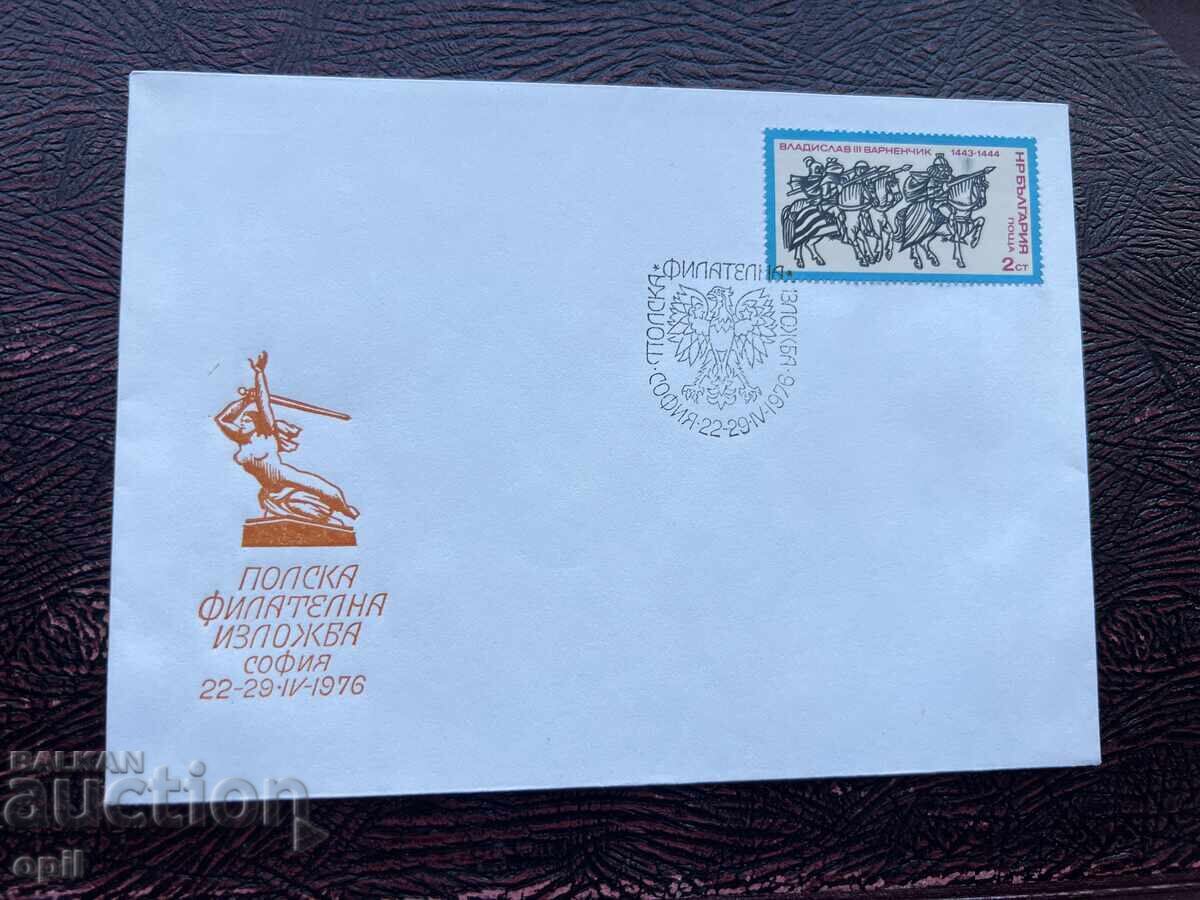 ВЛАДИСЛАВ III ВАРНЕНЧИК 1443-1444
НР БЪЛГАРИЯ
ПОЩА
2 СТ
ПОЛСКА * ФИЛАТЕЛНА * ИЗЛОЖБА
СОФИЯ · 22-29·IV-1976
ПОЛСКА
ФИЛАТЕЛНА
ИЗЛОЖБА
СОФИЯ
22-29·IV-1976
BALKAN
auction
opil